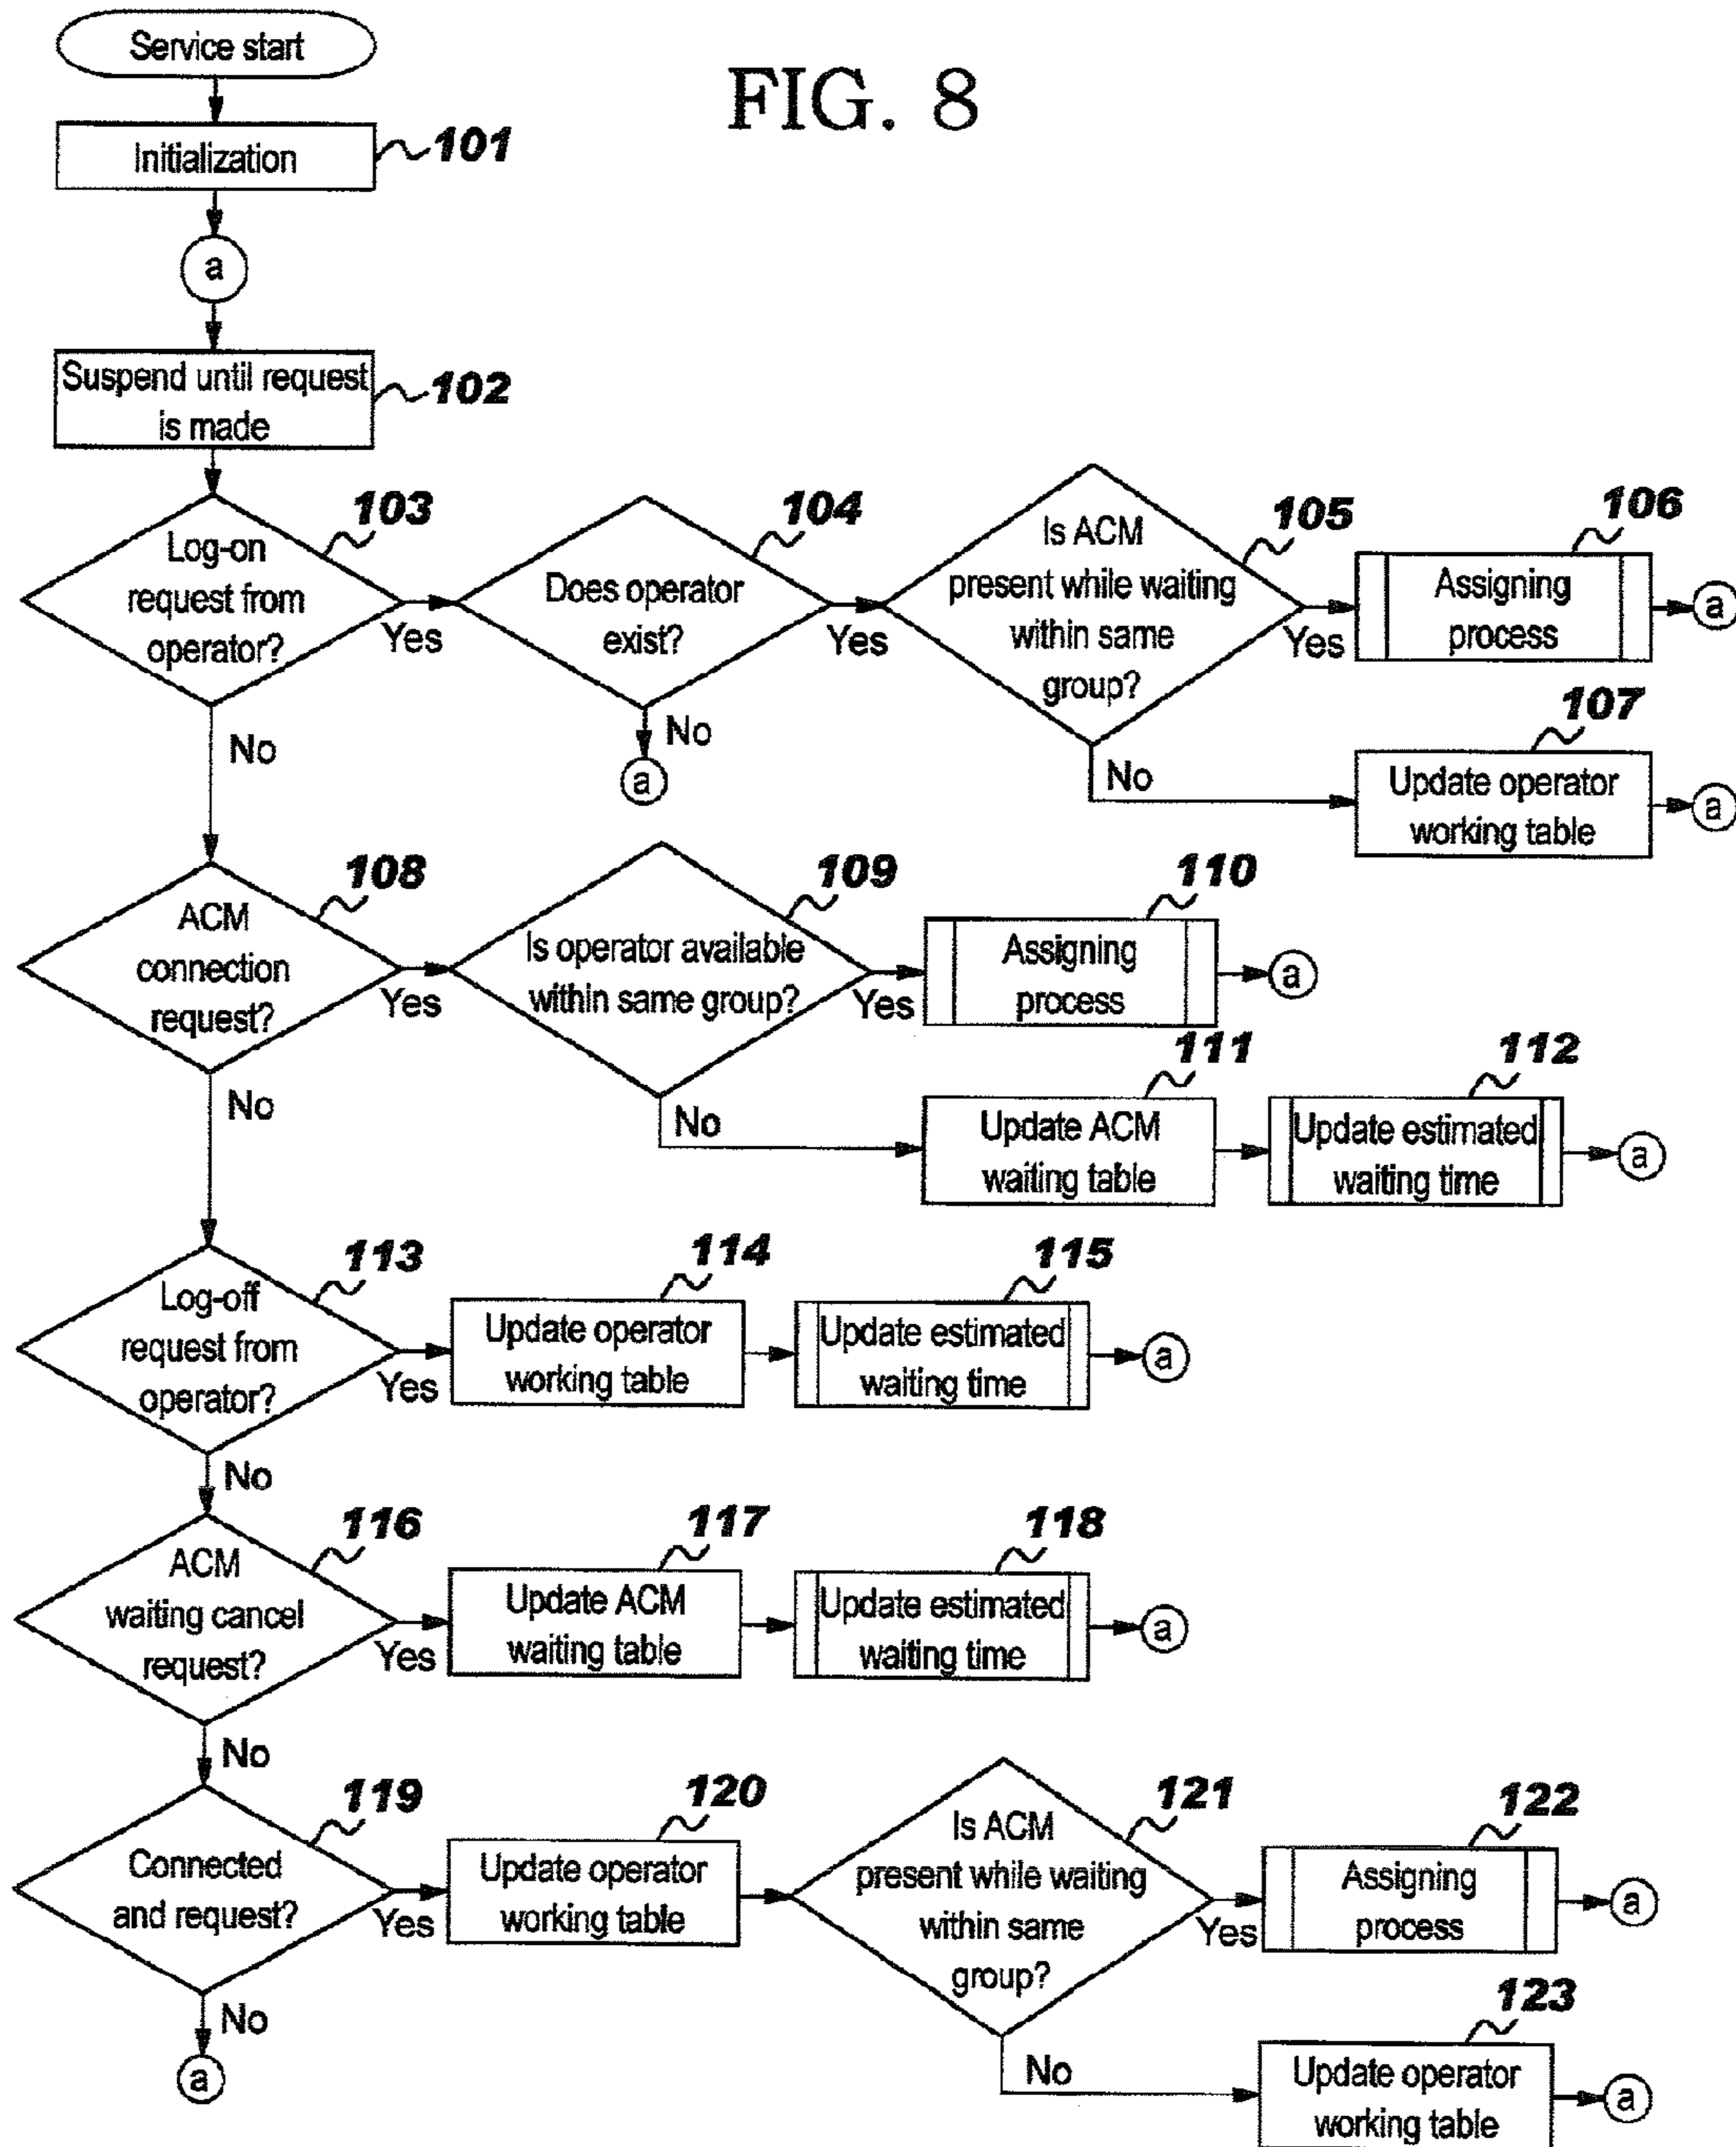 FIG. 8
Service start
Initialization
101
a
Suspend until request
is made
102
Log-on
request from
operator?
103
Yes
No
Does operator
exist?
104
Yes
No
a
Is ACM
present while waiting
within same
group?
105
Yes
No
Assigning
process
106
a
Update operator
working table
107
a
ACM
connection
request?
108
Yes
No
Is operator available
within same group?
109
Yes
No
Assigning
process
110
a
Update ACM
waiting table
111
Update estimated
waiting time
112
a
Log-off
request from
operator?
113
Yes
No
Update operator
working table
114
Update estimated
waiting time
115
a
ACM
waiting cancel
request?
116
Yes
No
Update ACM
waiting table
117
Update estimated
waiting time
118
a
Connected
and request?
119
Yes
No
a
Update operator
working table
120
Is ACM
present while waiting
within same
group?
121
Yes
No
Assigning
process
122
a
Update operator
working table
123
a